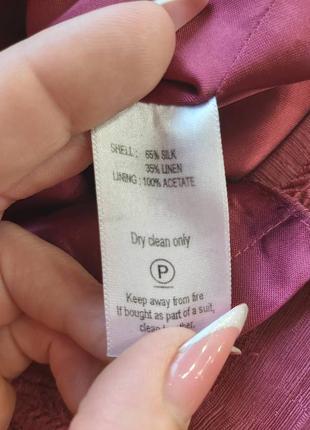 SHELL: 65% SILK
35% LINEN
LINING: 100% ACETATE
Dry clean only
P
Keep away from fire
If bought as part of a suit,